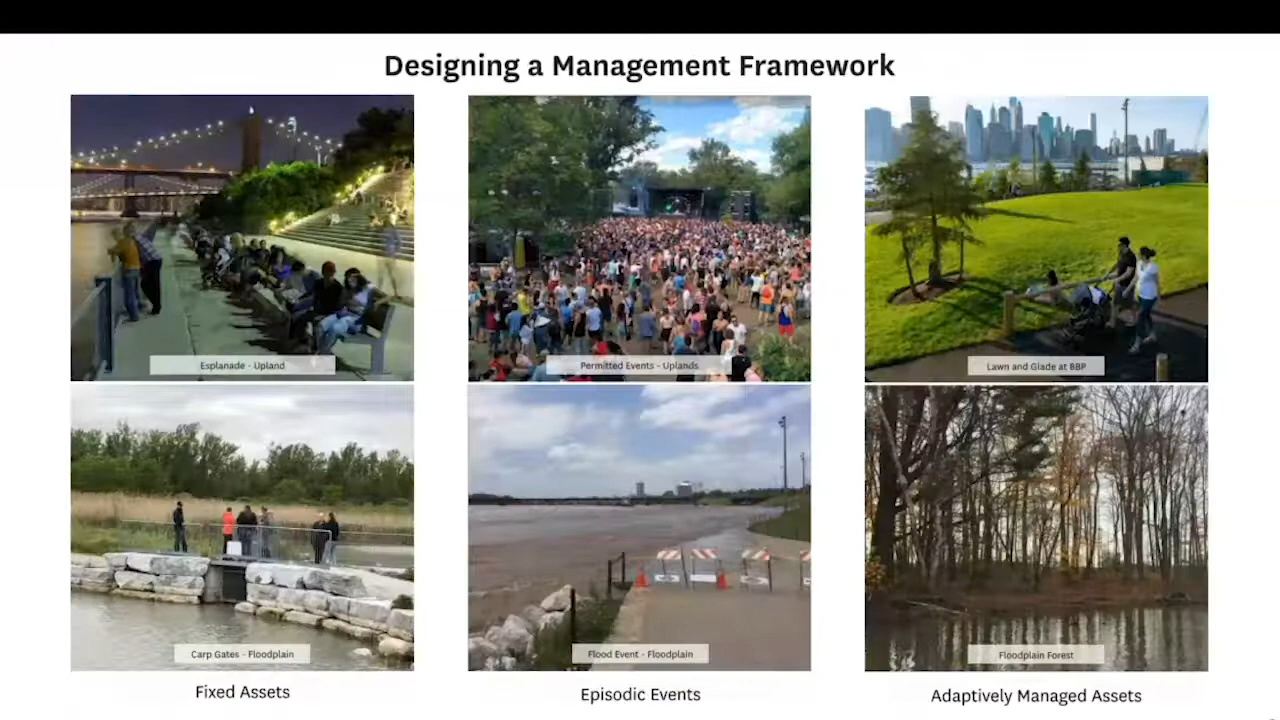 Designing a Management Framework
Esplanade - Upland
Permitted Events - Uplands
Lawn and Glade at BBP
Carp Gates - Floodplain
Flood Event - Floodplain
Floodplain Forest
Fixed Assets
Episodic Events
Adaptively Managed Assets